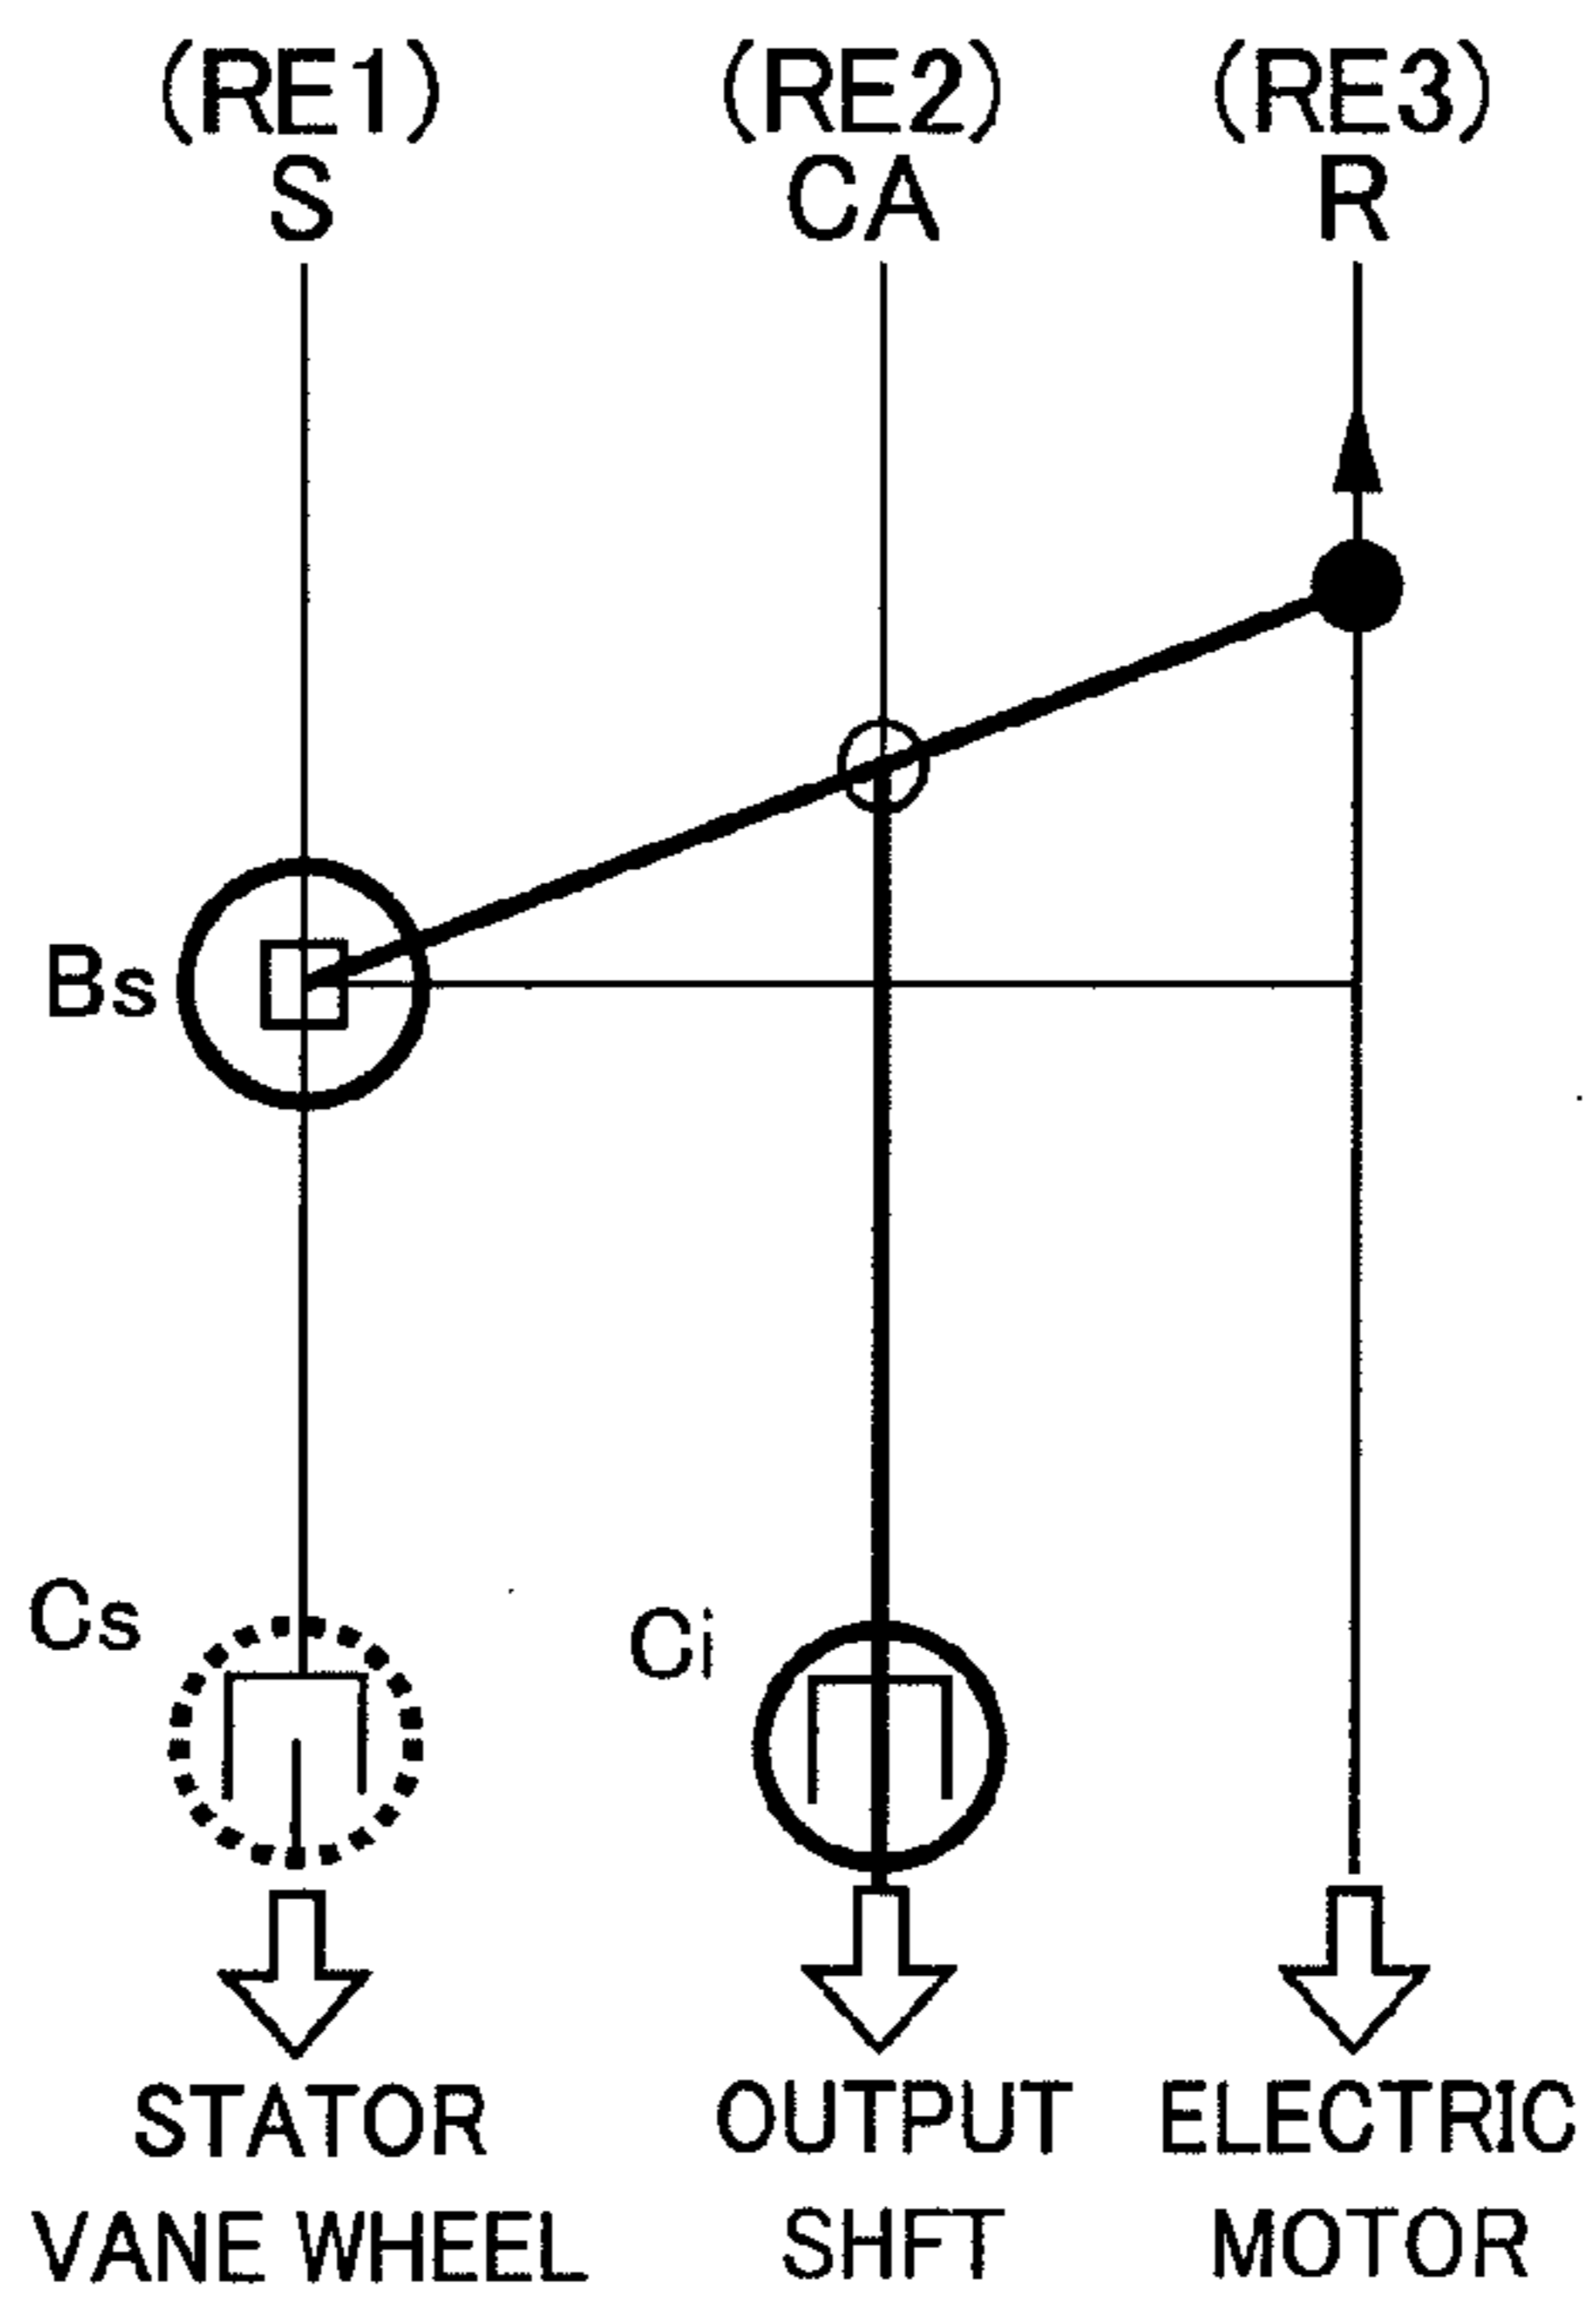 (RE1) (RE2) (RE3)
S CA R
Bs
Cs Ci
STATOR OUTPUT ELECTRIC
VANE WHEEL SHFT MOTOR